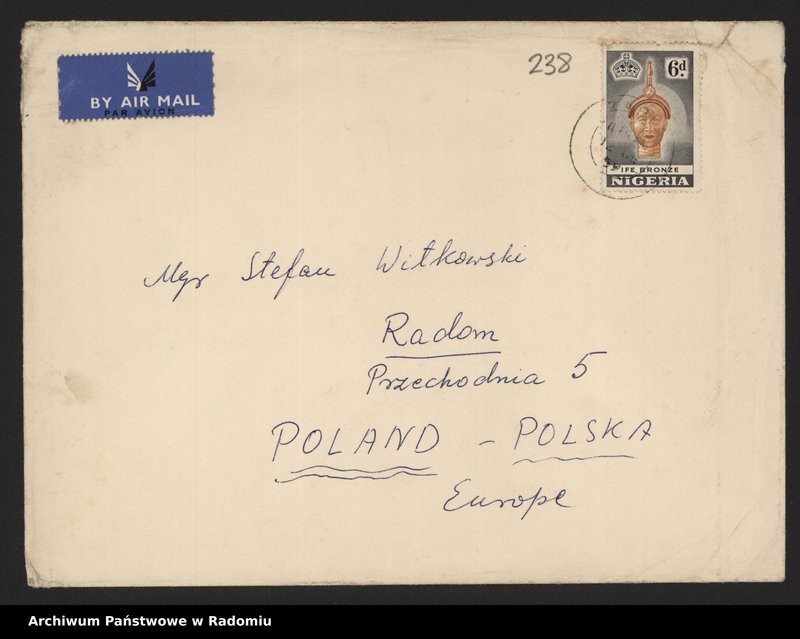 238
6d
BY AIR MAIL
PAR AVION
IFE BRONZE
NIGERIA
Mgr Stefan Witkowski
Radom
Przechodnia 5
POLAND - POLSKA
Europe
Archiwum Państwowe w Radomiu